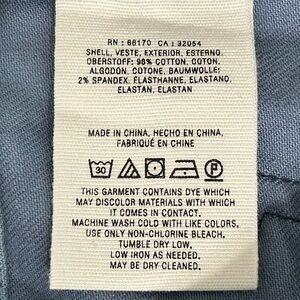 RN : 66170 CA : 32054
SHELL, VESTE, EXTERIOR, ESTERNO,
OBERSTOFF: 98% COTTON, COTON,
ALGODÓN, COTONE, BAUMWOLLE;
2% SPANDEX, ÉLASTHANNE, ELASTANO,
ELASTAN, ELASTAN
MADE IN CHINA, HECHO EN CHINA,
FABRIQUÉ EN CHINE
30 P
THIS GARMENT CONTAINS DYE WHICH
MAY DISCOLOR MATERIALS WITH WHICH
IT COMES IN CONTACT.
MACHINE WASH COLD WITH LIKE COLORS.
USE ONLY NON-CHLORINE BLEACH.
TUMBLE DRY LOW.
LOW IRON AS NEEDED.
MAY BE DRY CLEANED.